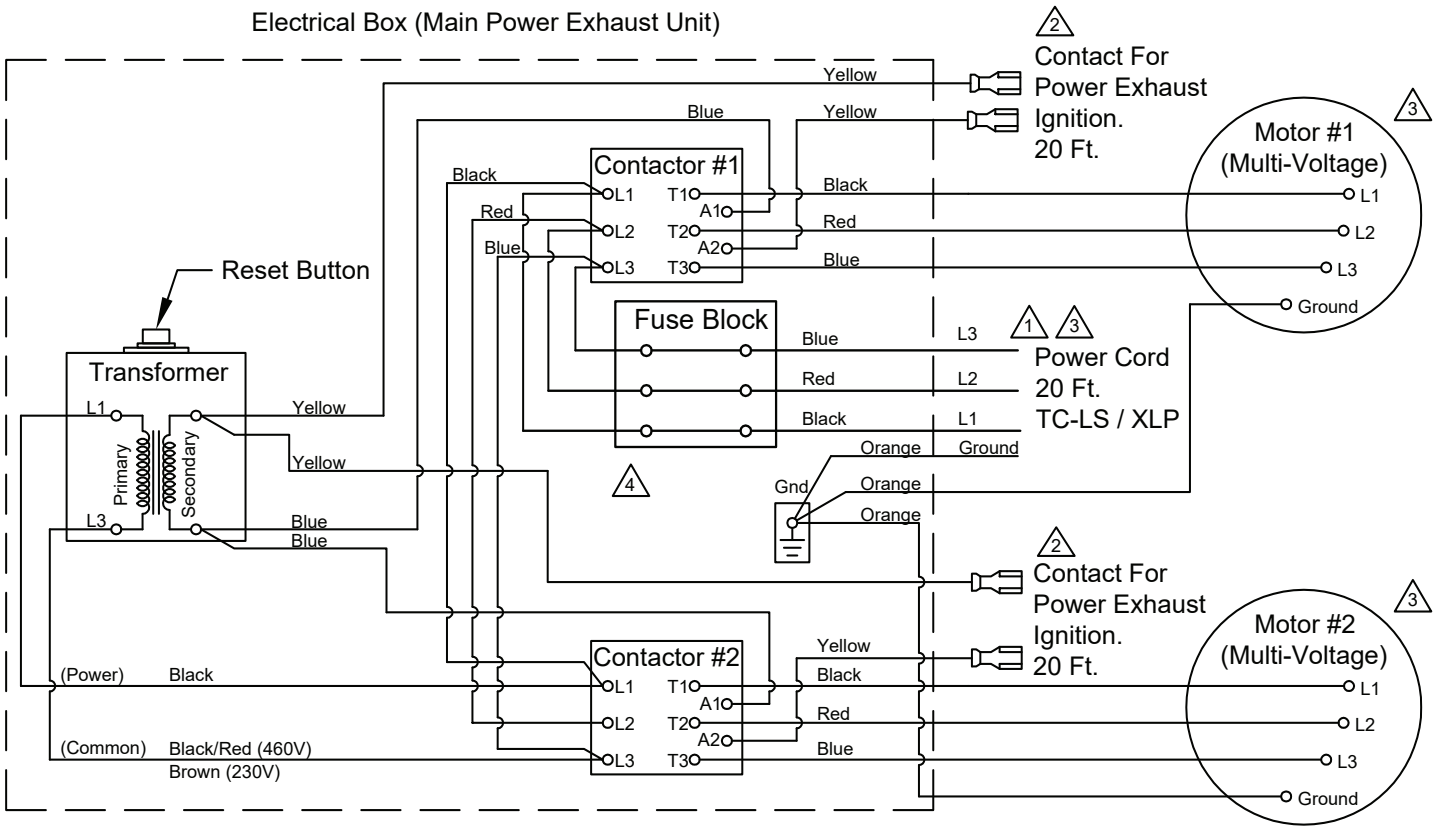 Electrical Box (Main Power Exhaust Unit)
2
Contact For
Power Exhaust
Ignition.
20 Ft.
Yellow
Blue
Yellow
3
Motor #1
(Multi-Voltage)
L1
L2
L3
Ground
Contactor #1
Black
L1
T1
Black
A1
Red
L2
T2
Red
A2
Blue
L3
T3
Blue
Reset Button
Fuse Block
Blue
L3
Red
L2
Black
L1
Orange
Ground
1
3
Power Cord
20 Ft.
TC-LS / XLP
4
Gnd
Orange
Orange
Transformer
L1
L3
Primary
Secondary
Yellow
Yellow
Blue
Blue
2
Contact For
Power Exhaust
Ignition.
20 Ft.
3
Motor #2
(Multi-Voltage)
L1
L2
L3
Ground
Contactor #2
Yellow
(Power)
Black
L1
T1
Black
A1
L2
T2
Red
A2
(Common)
Black/Red (460V)
Brown (230V)
L3
T3
Blue